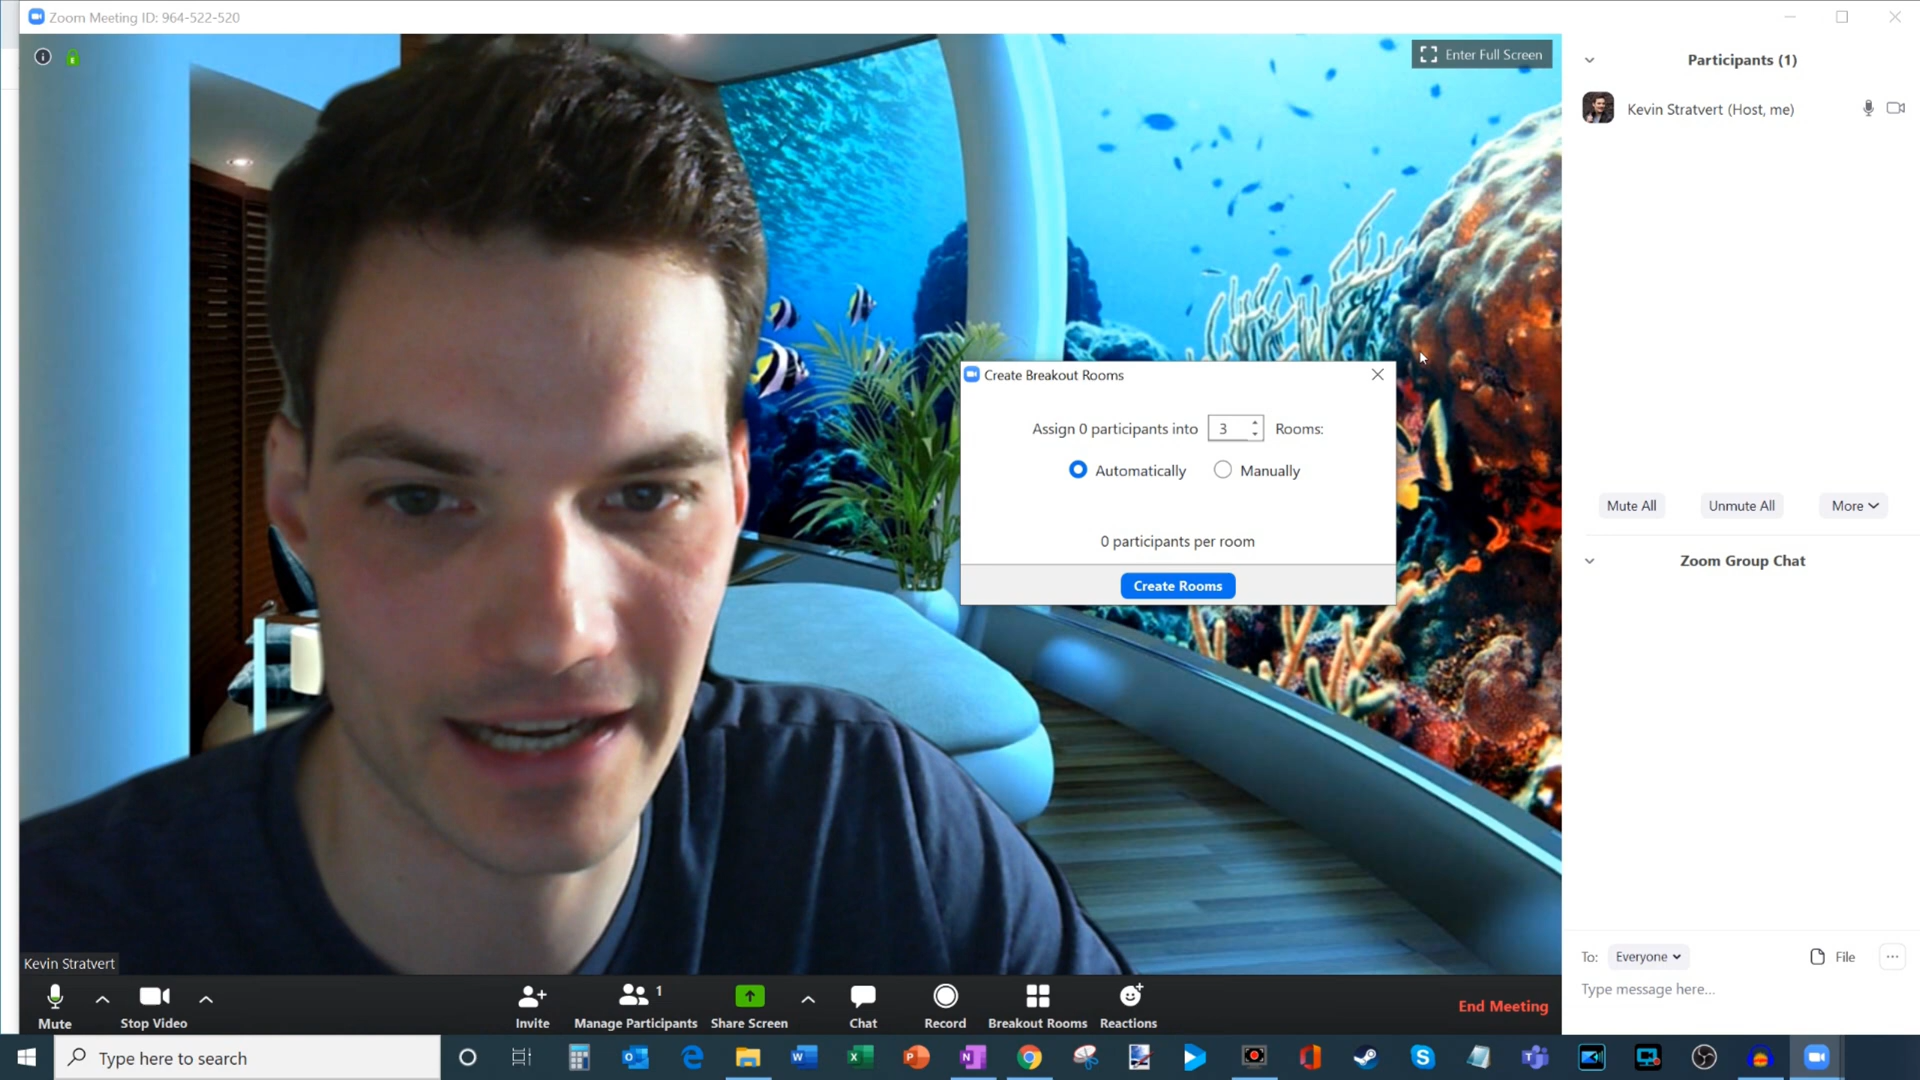 Zoom Meeting ID: 964-522-520
Enter Full Screen
Participants (1)
Kevin Stratvert (Host, me)
Create Breakout Rooms
Assign 0 participants into 3 Rooms:
Automatically Manually
0 participants per room
Create Rooms
Mute All Unmute All More
Zoom Group Chat
To: Everyone File
Type message here...
Kevin Stratvert
1
Mute Stop Video Invite Manage Participants Share Screen Chat Record Breakout Rooms Reactions End Meeting
Type here to search